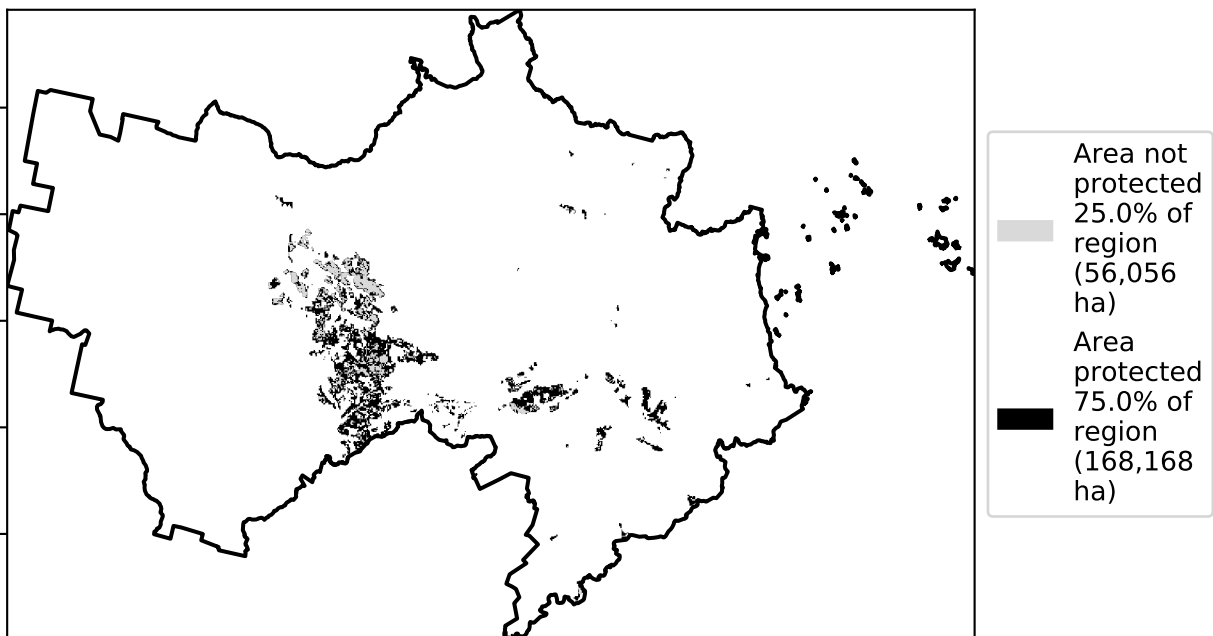 Area not
protected
25.0% of
region
(56,056
ha)
Area
protected
75.0% of
region
(168,168
ha)